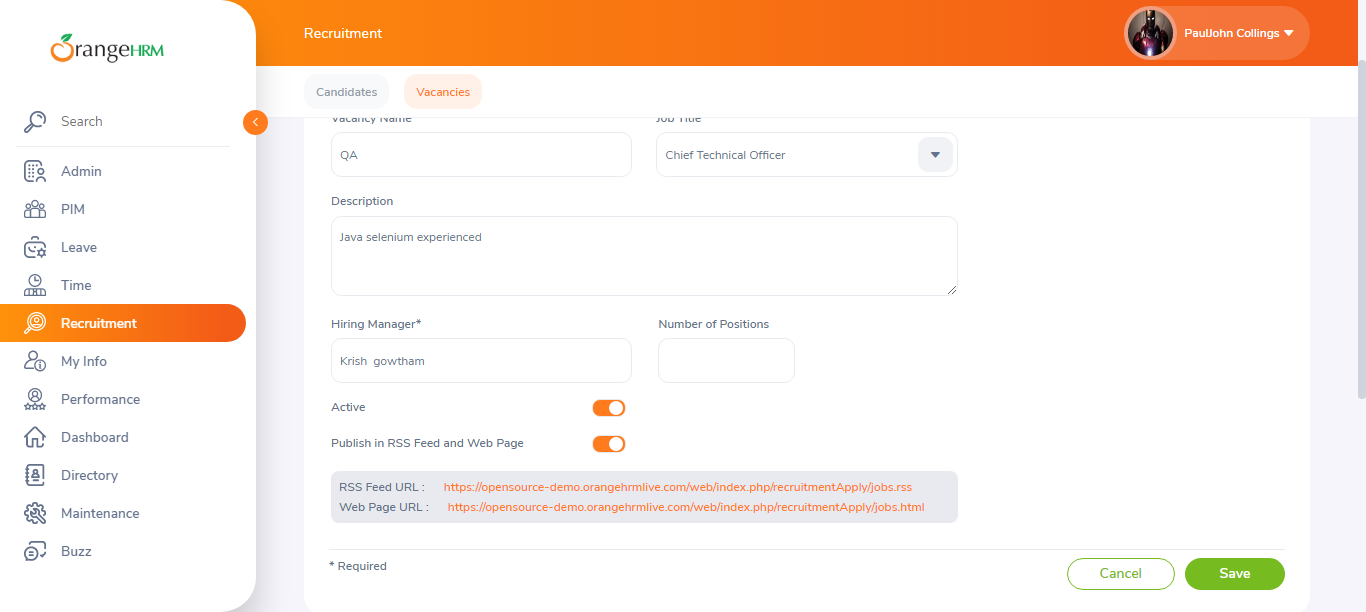 OrangeHRM
Recruitment
PaulJohn Collings
Candidates
Vacancies
Search
Admin
PIM
Leave
Time
Recruitment
My Info
Performance
Dashboard
Directory
Maintenance
Buzz
Vacancy Name
Job Title
QA
Chief Technical Officer
Description
Java selenium experienced
Hiring Manager*
Number of Positions
Krish  gowtham
Active
Publish in RSS Feed and Web Page
RSS Feed URL : https://opensource-demo.orangehrmlive.com/web/index.php/recruitmentApply/jobs.rss
Web Page URL : https://opensource-demo.orangehrmlive.com/web/index.php/recruitmentApply/jobs.html
* Required
Cancel
Save